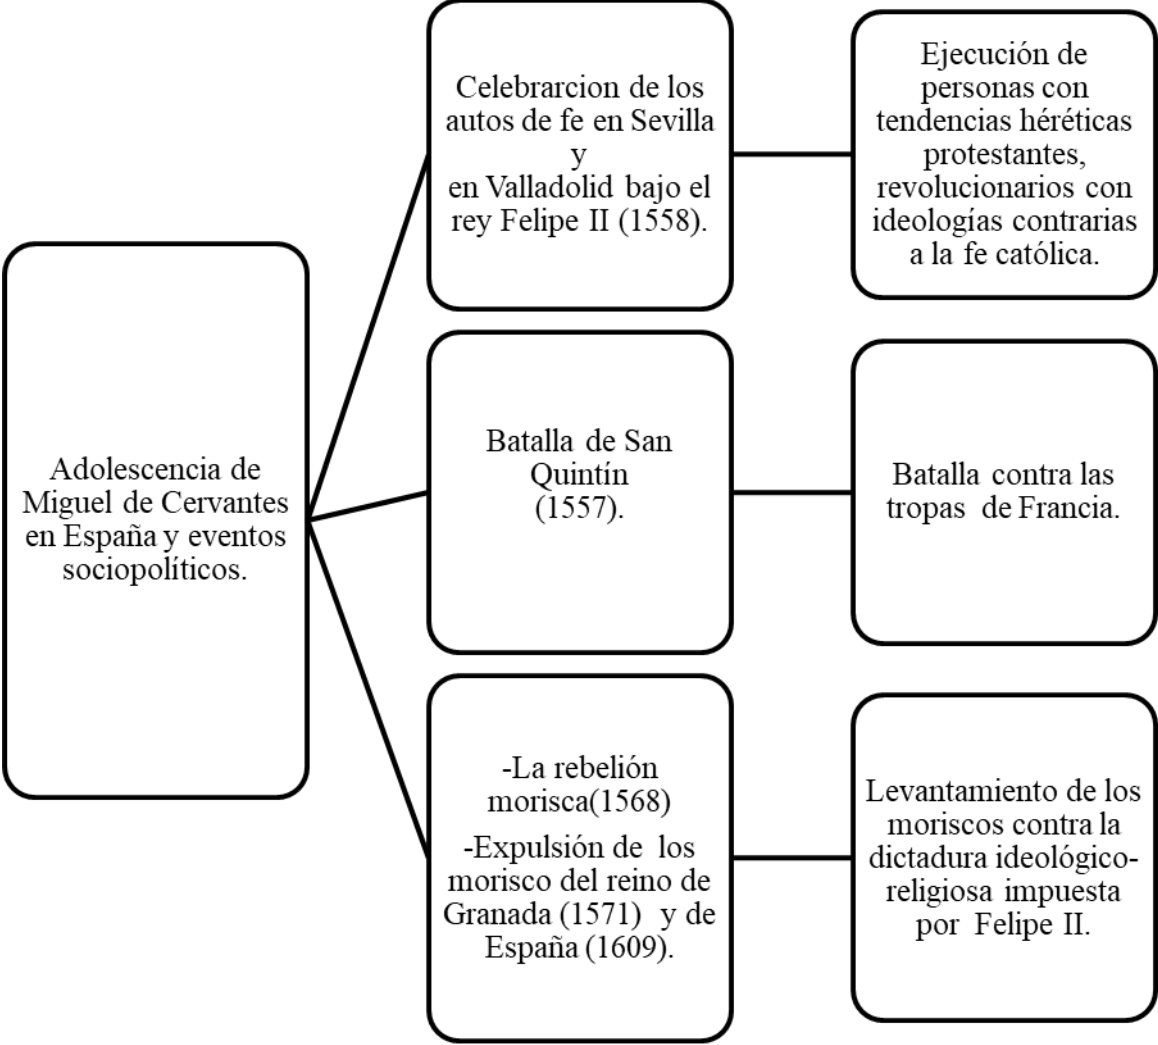 Adolescencia de
Miguel de Cervantes
en España y eventos
sociopolíticos.
Celebrarcion de los
autos de fe en Sevilla
y
en Valladolid bajo el
rey Felipe II (1558).
Ejecución de
personas con
tendencias héréticas
protestantes,
revolucionarios con
ideologías contrarias
a la fe católica.
Batalla de San
Quintín
(1557).
Batalla contra las
tropas de Francia.
-La rebelión
morisca(1568)
-Expulsión de los
morisco del reino de
Granada (1571) y de
España (1609).
Levantamiento de los
moriscos contra la
dictadura ideológico-
religiosa impuesta
por Felipe II.